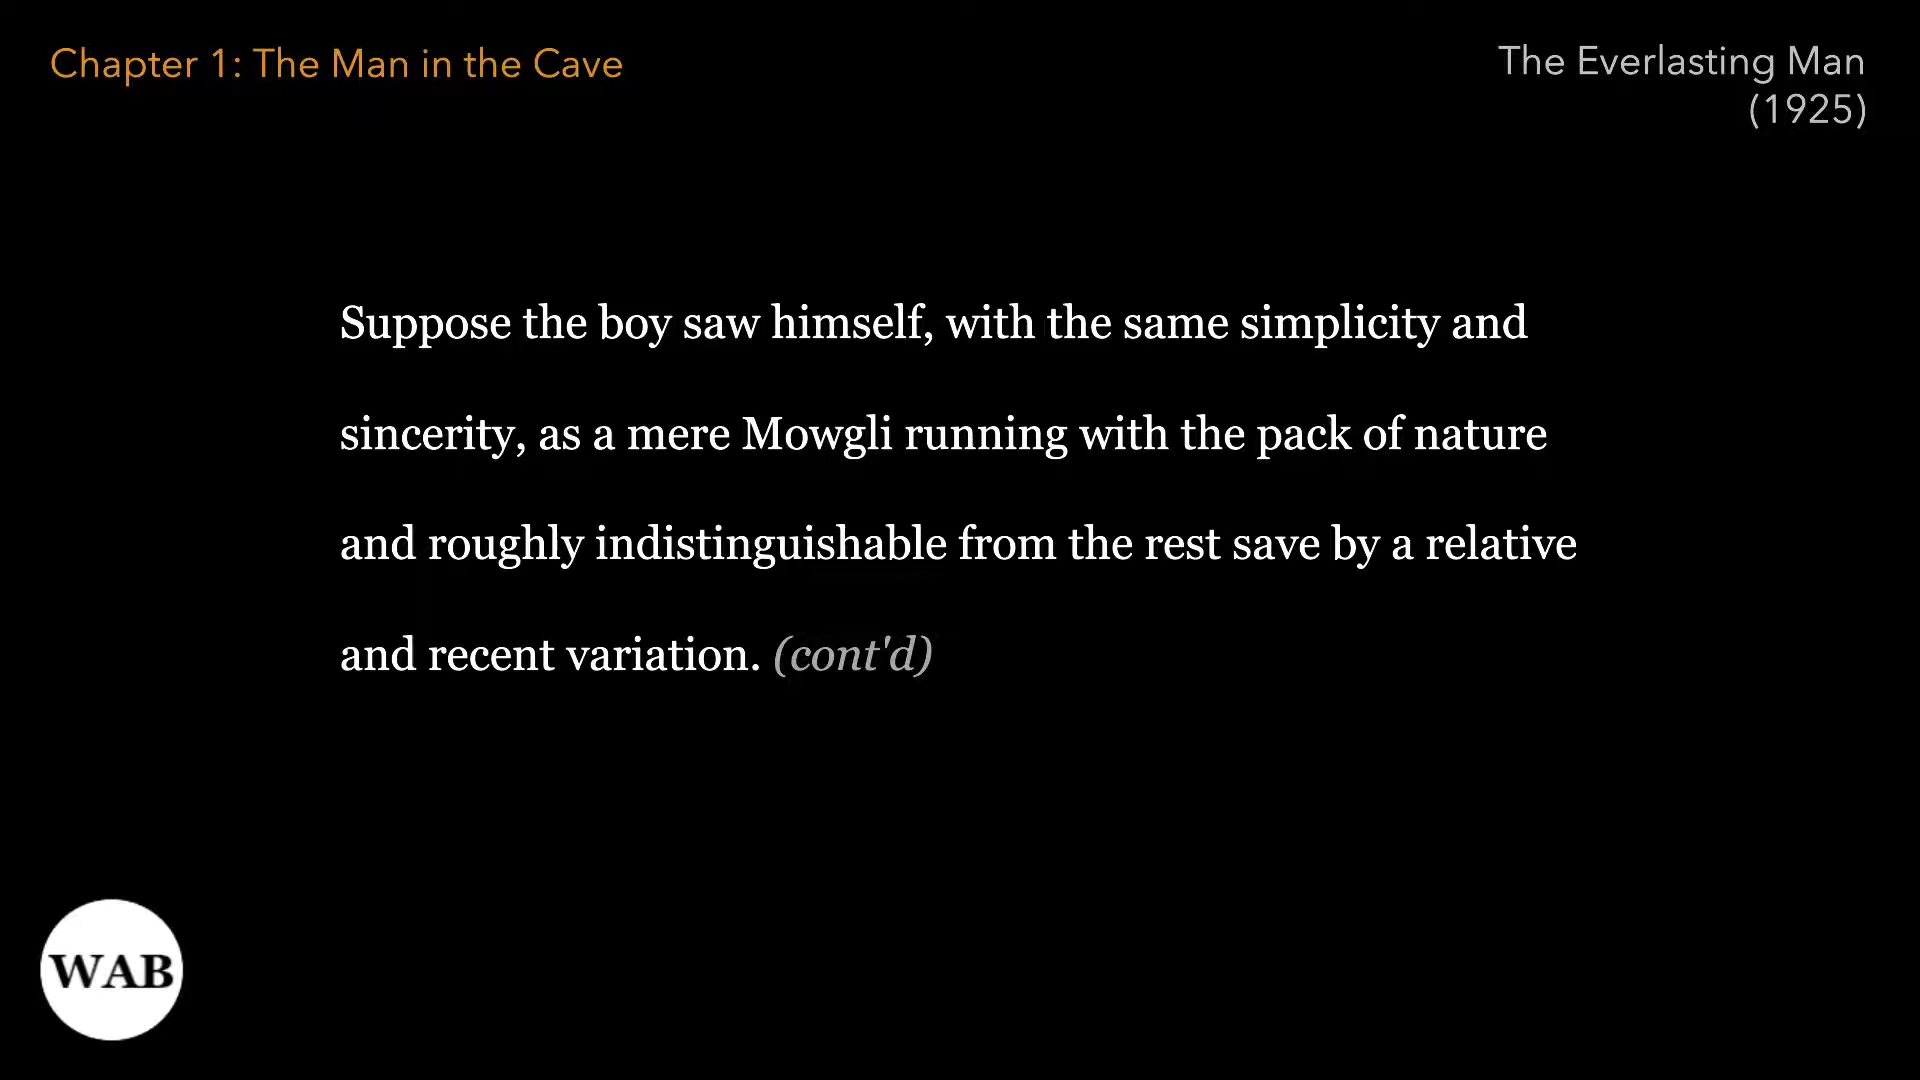 Chapter 1: The Man in the Cave
The Everlasting Man
(1925)
Suppose the boy saw himself, with the same simplicity and
sincerity, as a mere Mowgli running with the pack of nature
and roughly indistinguishable from the rest save by a relative
and recent variation. (cont'd)
WAB